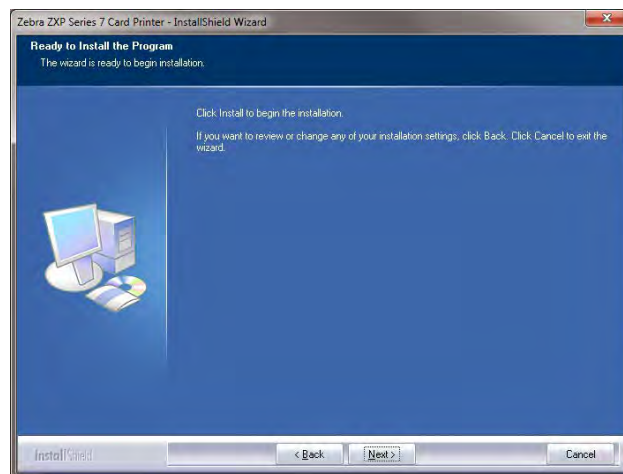 Zebra ZXP Series 7 Card Printer - InstallShield Wizard
Ready to Install the Program
The wizard is ready to begin installation.
Click Install to begin the installation.
If you want to review or change any of your installation settings, click Back. Click Cancel to exit the
wizard.
InstallShield
< Back
Next >
Cancel